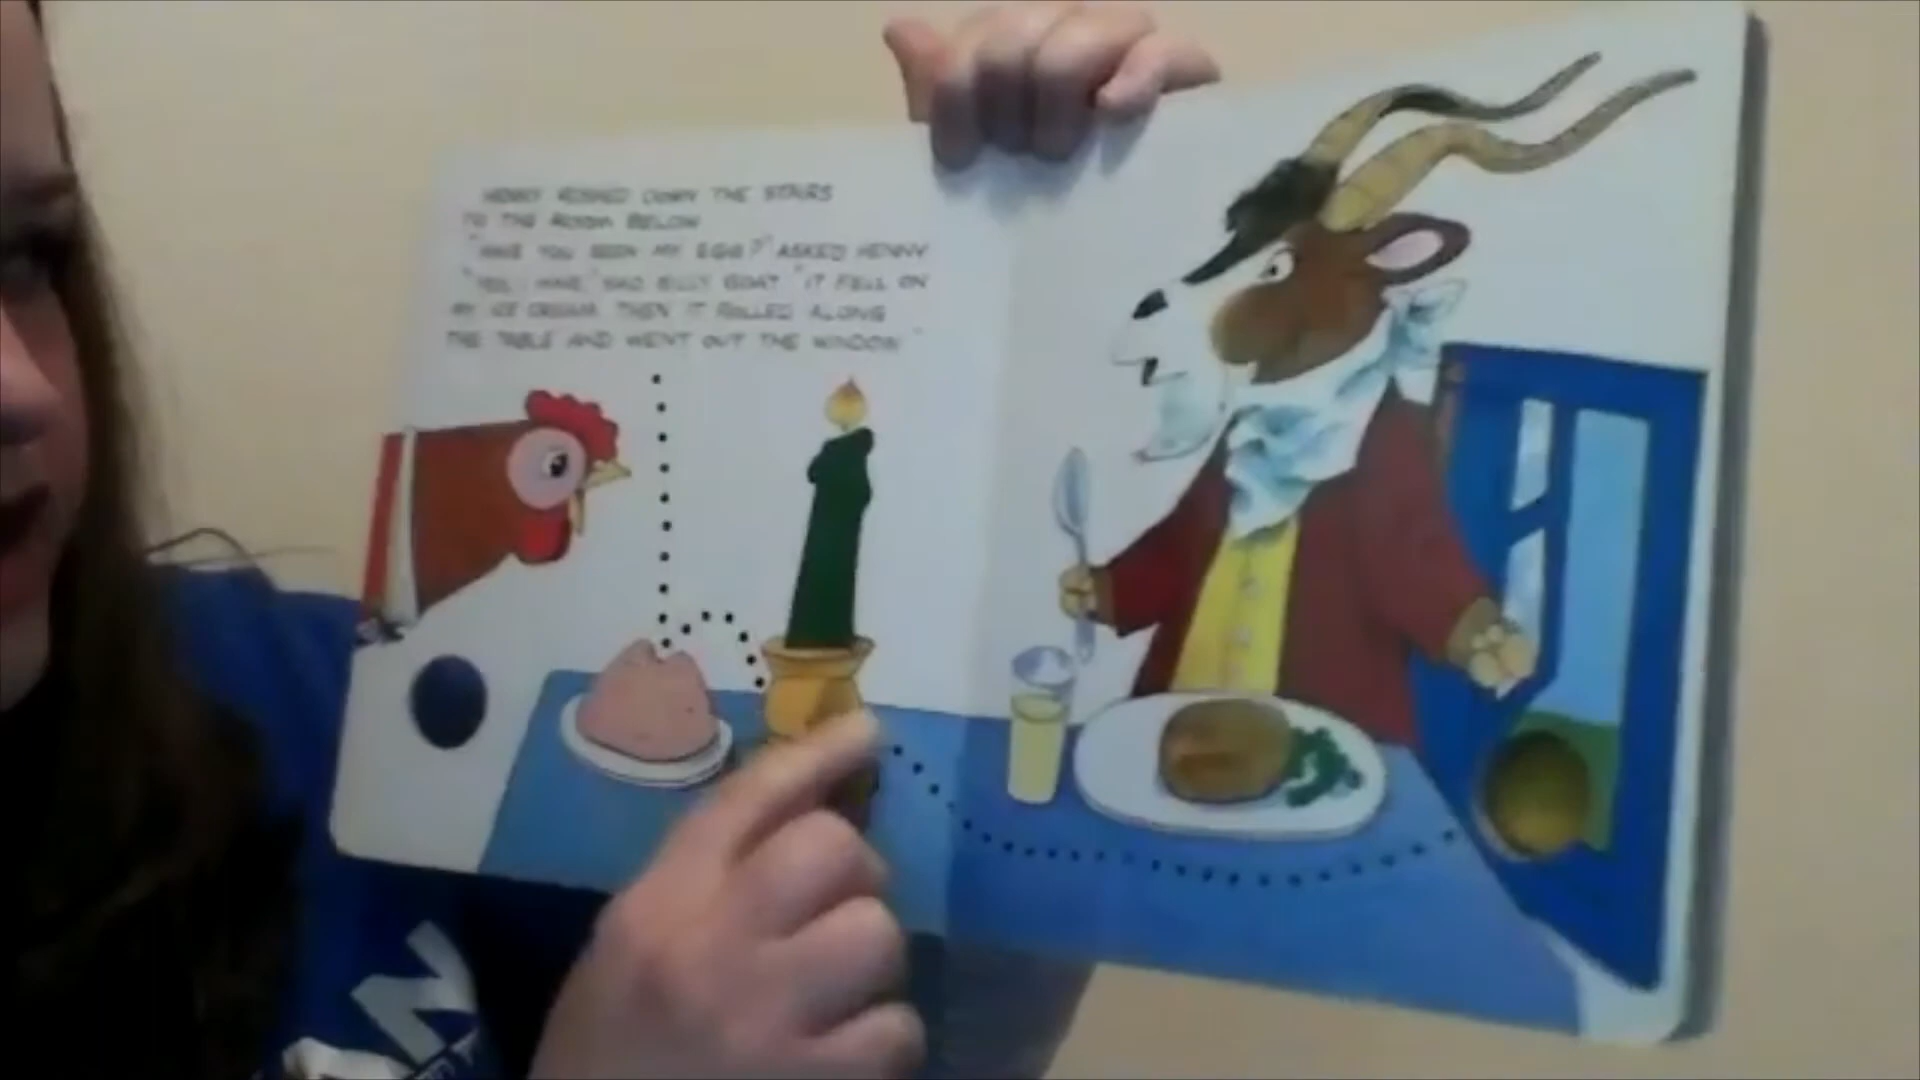 HENNY RUSHED DOWN THE STAIRS
TO THE ROOM BELOW.
"HAVE YOU SEEN MY EGG?" ASKED HENNY.
"YES, I HAVE," SAID BILLY GOAT. "IT FELL ON
MY ICE CREAM. THEN IT ROLLED ALONG
THE TABLE AND WENT OUT THE WINDOW."